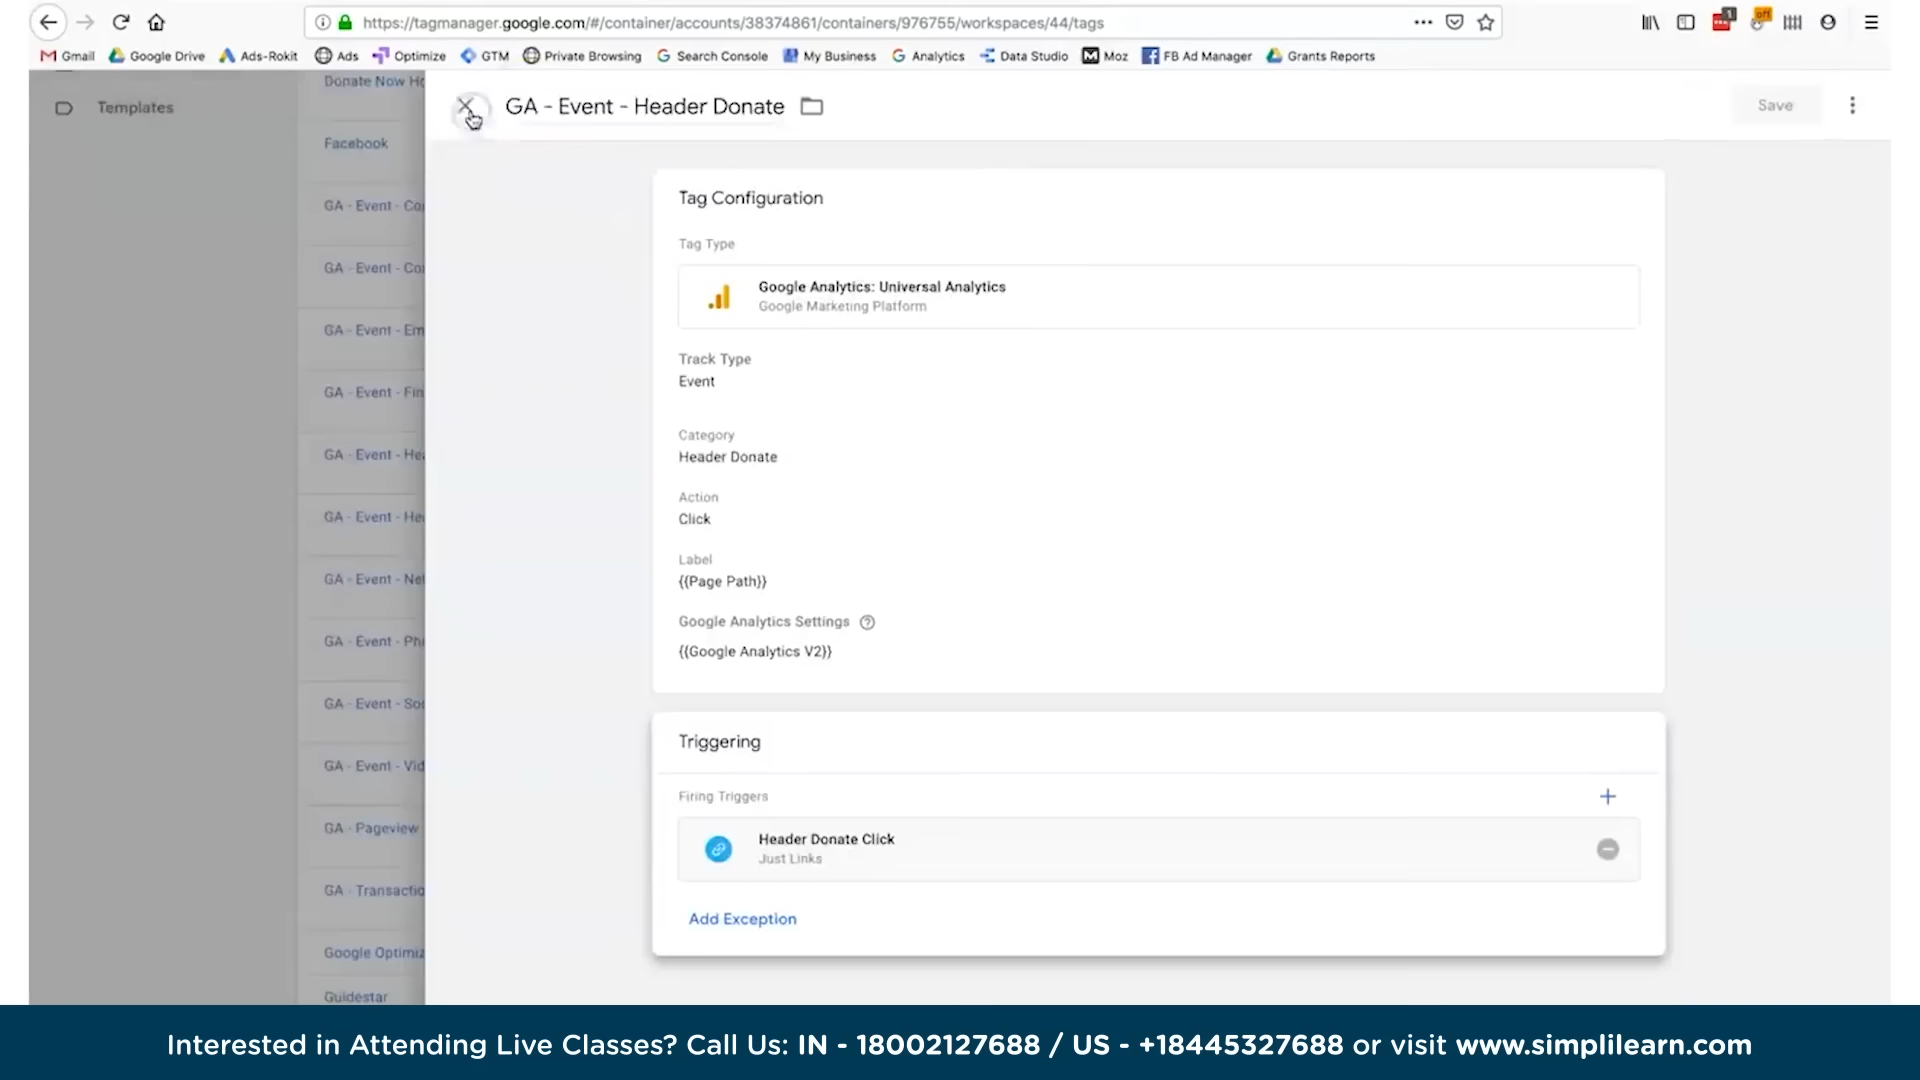 https://tagmanager.google.com/#/container/accounts/38374861/containers/976755/workspaces/44/tags
1
off
Gmail
Google Drive
Ads-Rokit
Ads
Optimize
GTM
Private Browsing
Search Console
My Business
Analytics
Data Studio
Moz
FB Ad Manager
Grants Reports
Templates
Donate Now Ho
Facebook
GA - Event - Co
GA - Event - Co
GA - Event - Em
GA - Event - Fin
GA - Event - Hea
GA - Event - He
GA - Event - Ne
GA - Event - Ph
GA - Event - So
GA - Event - Vid
GA - Pageview
GA - Transactio
Google Optimiz
Guidestar
GA - Event - Header Donate
Save
Tag Configuration
Tag Type
Google Analytics: Universal Analytics
Google Marketing Platform
Track Type
Event
Category
Header Donate
Action
Click
Label
{{Page Path}}
Google Analytics Settings
{{Google Analytics V2}}
Triggering
Firing Triggers
Header Donate Click
Just Links
Add Exception
Interested in Attending Live Classes? Call Us: IN - 18002127688 / US - +18445327688 or visit www.simplilearn.com